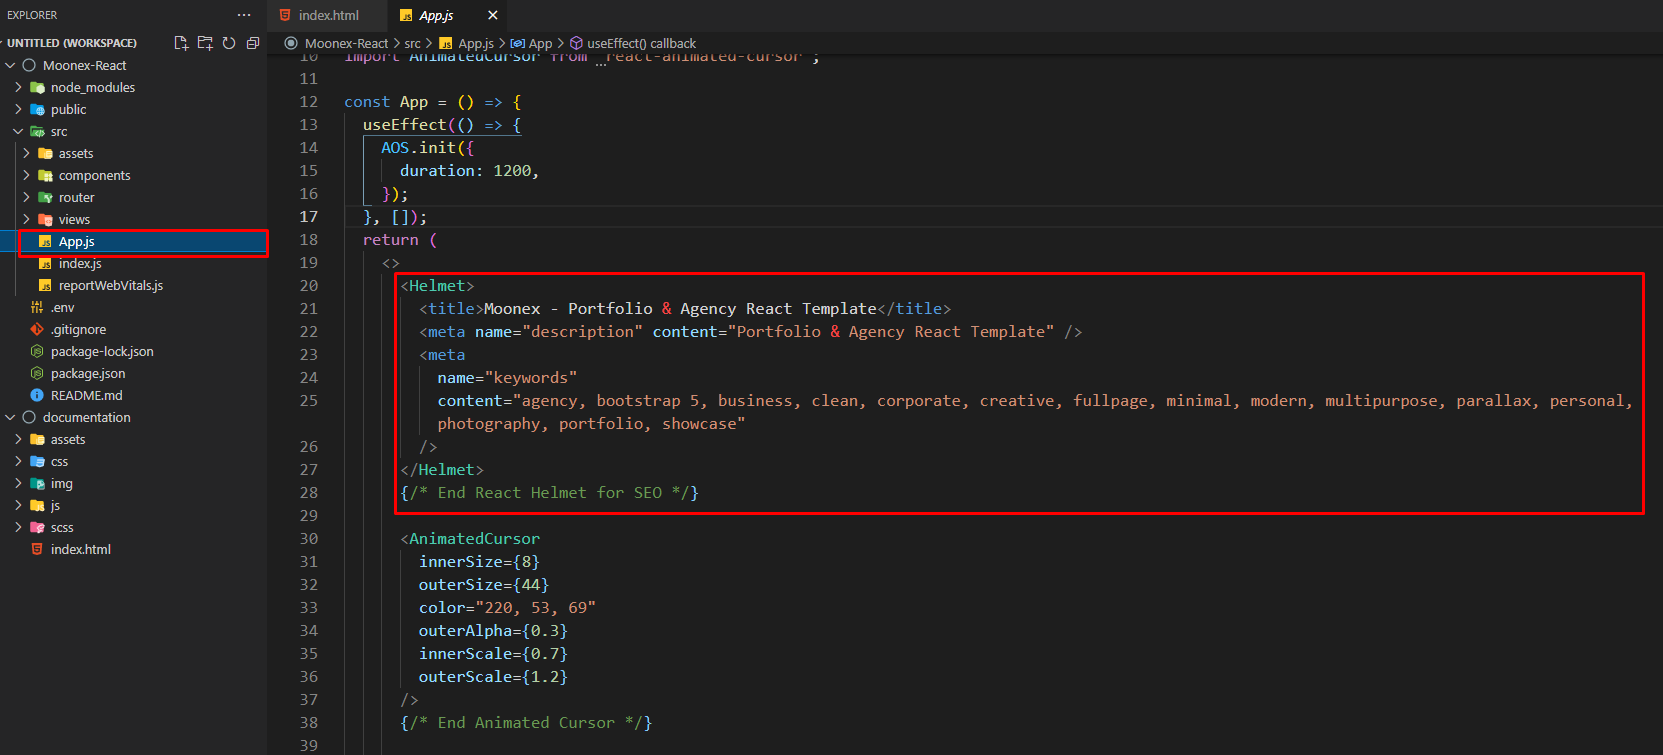 EXPLORER
UNTITLED (WORKSPACE)
Moonex-React
node_modules
public
src
assets
components
router
views
App.js
index.js
reportWebVitals.js
.env
.gitignore
package-lock.json
package.json
README.md
documentation
assets
css
img
js
scss
index.html
index.html
App.js
Moonex-React > src > App.js > App > useEffect() callback
10 import AnimatedCursor from "react-animated-cursor";
11
12 const App = () => {
13 useEffect(() => {
14 AOS.init({
15 duration: 1200,
16 });
17 }, []);
18 return (
19 <>
20 <Helmet>
21 <title>Moonex - Portfolio & Agency React Template</title>
22 <meta name="description" content="Portfolio & Agency React Template" />
23 <meta
24 name="keywords"
25 content="agency, bootstrap 5, business, clean, corporate, creative, fullpage, minimal, modern, multipurpose, parallax, personal,
photography, portfolio, showcase"
26 />
27 </Helmet>
28 {/* End React Helmet for SEO */}
29
30 <AnimatedCursor
31 innerSize={8}
32 outerSize={44}
33 color="220, 53, 69"
34 outerAlpha={0.3}
35 innerScale={0.7}
36 outerScale={1.2}
37 />
38 {/* End Animated Cursor */}
39